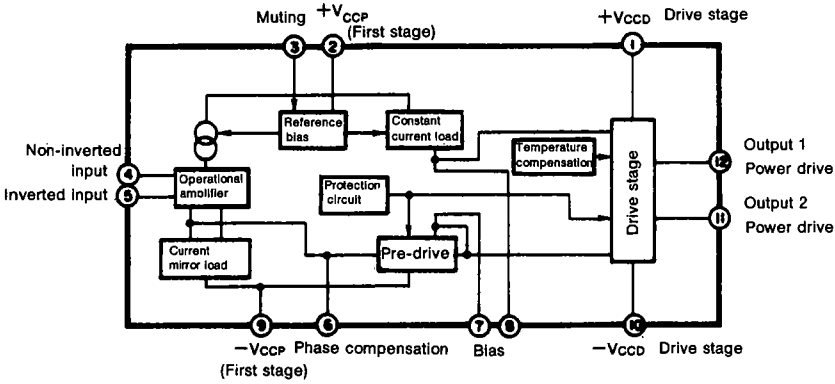 Muting
+VCCP
(First stage)
+VCCD Drive stage
3
2
1
Reference
bias
Constant
current load
Non-inverted
input
4
Inverted input
5
Operational
amolifier
Temperature
compensation
Drive stage
12
Output 1
Power drive
Protection
circuit
11
Output 2
Power drive
Current
mirror load
Pre-drive
9
6
7
8
10
−VCCP
(First stage)
Phase compensation
Bias
−VCCD Drive stage